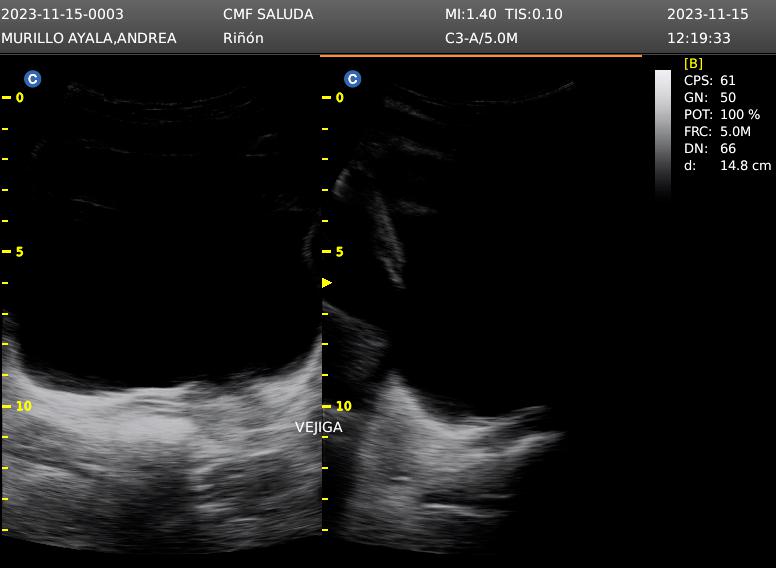 2023-11-15-0003 CMF SALUDA MI:1.40 TIS:0.10 2023-11-15
MURILLO AYALA,ANDREA Riñón C3-A/5.0M 12:19:33
[B]
CPS: 61
GN: 50
POT: 100 %
FRC: 5.0M
DN: 66
d: 14.8 cm
C C
0 0
5 5
10 10
VEJIGA